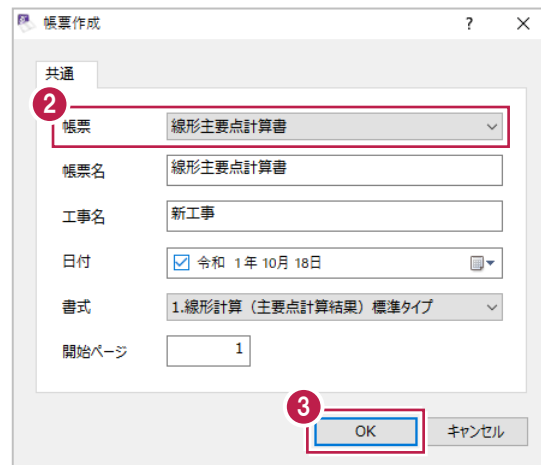 帳票作成 ? ×
共通
2
帳票 線形主要点計算書
帳票名 線形主要点計算書
工事名 新工事
日付 令和 1年 10月 18日
書式 1.線形計算（主要点計算結果）標準タイプ
開始ページ 1
3
OK キャンセル